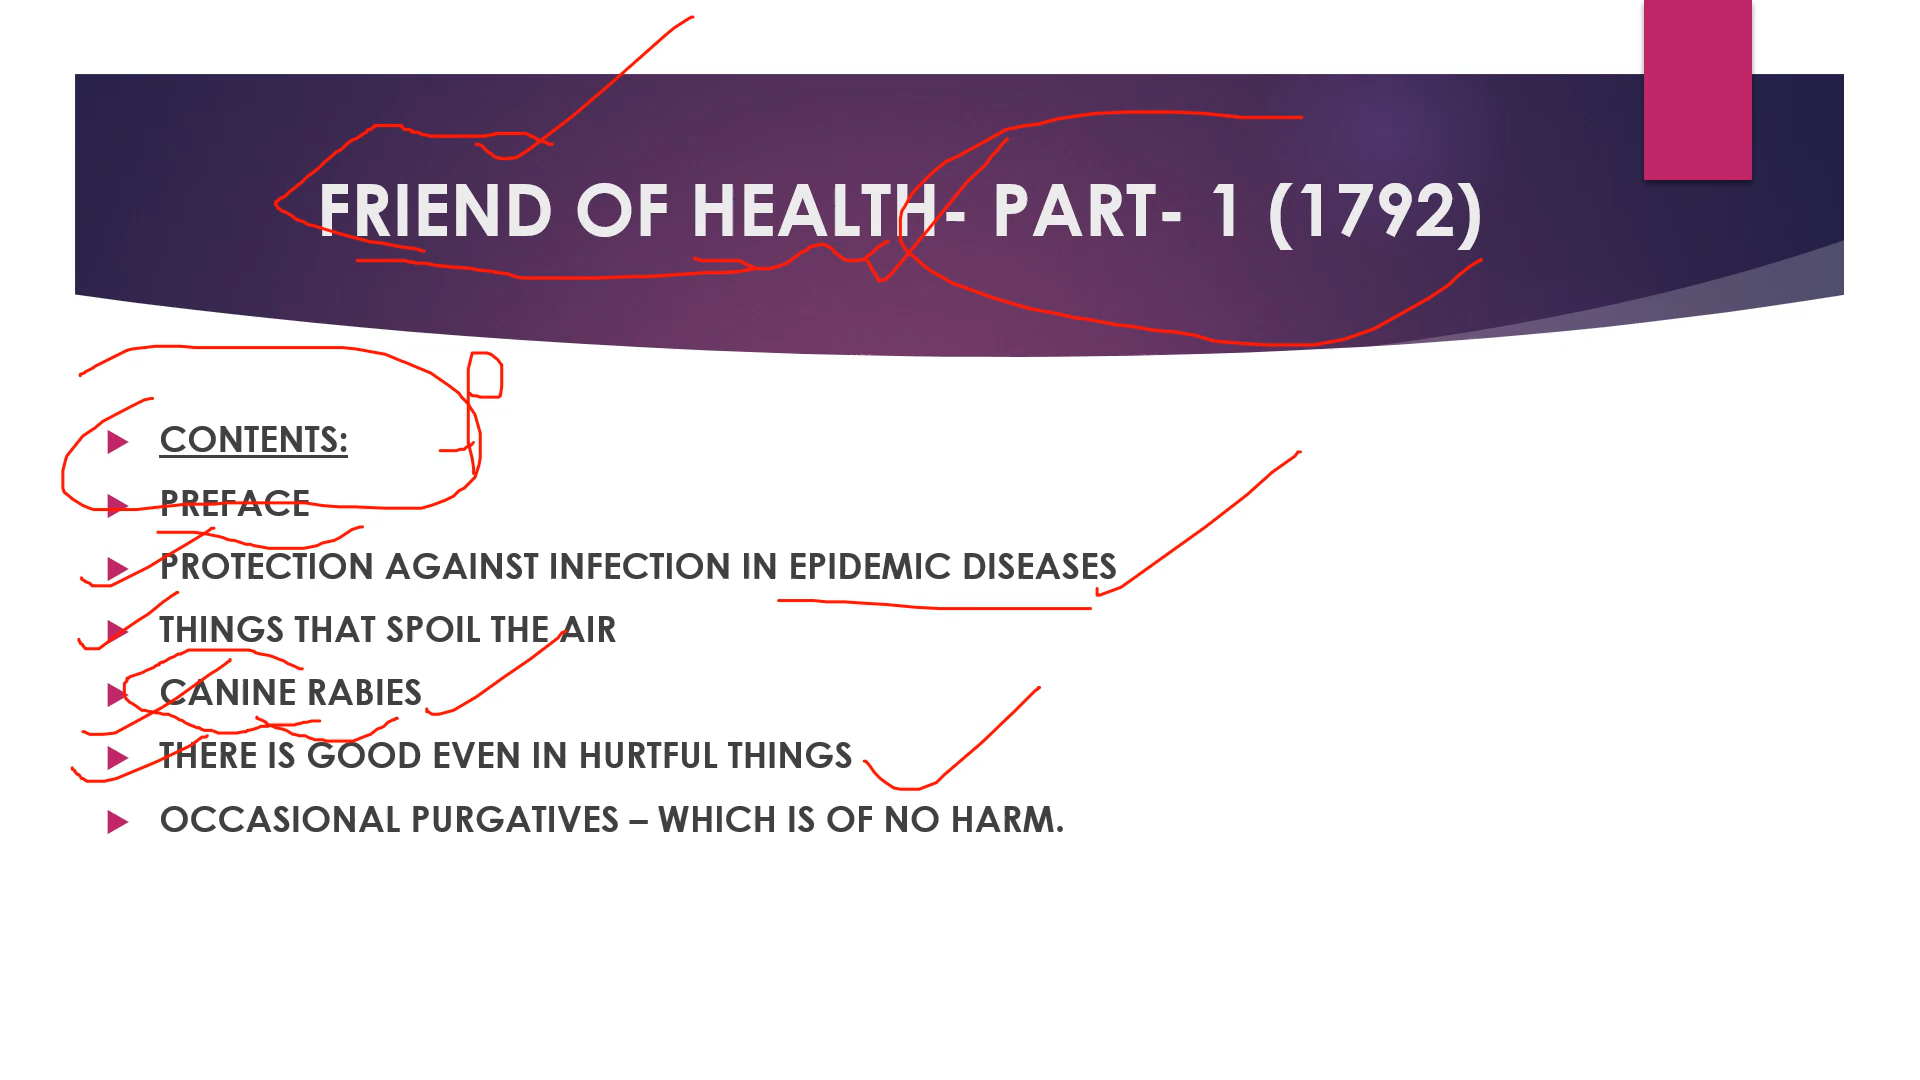 FRIEND OF HEALTH- PART- 1 (1792)
CONTENTS:
PREFACE
PROTECTION AGAINST INFECTION IN EPIDEMIC DISEASES
THINGS THAT SPOIL THE AIR
CANINE RABIES
THERE IS GOOD EVEN IN HURTFUL THINGS
OCCASIONAL PURGATIVES – WHICH IS OF NO HARM.